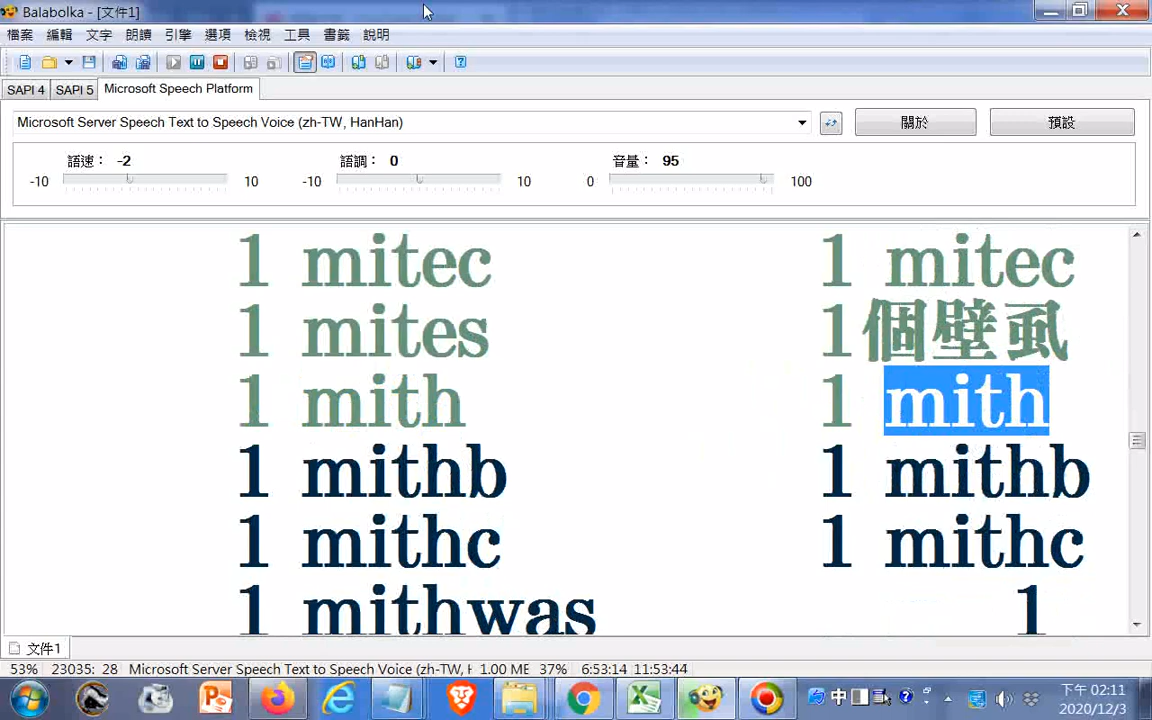 Balabolka - [文件1]
檔案 編輯 文字 朗讀 引擎 選項 檢視 工具 書籤 說明
SAPI 4 SAPI 5 Microsoft Speech Platform
Microsoft Server Speech Text to Speech Voice (zh-TW, HanHan) 關於 預設
語速： -2 語調： 0 音量： 95
-10 10 -10 10 0 100
1 mitec 1 mitec
1 mites 1個壁虱
1 mith 1 mith
1 mithb 1 mithb
1 mithc 1 mithc
1 mithwas 1
文件1
53% 23035: 28 Microsoft Server Speech Text to Speech Voice (zh-TW, H 1.00 ME 37% 6:53:14 11:53:44
中 下午 02:11
2020/12/3